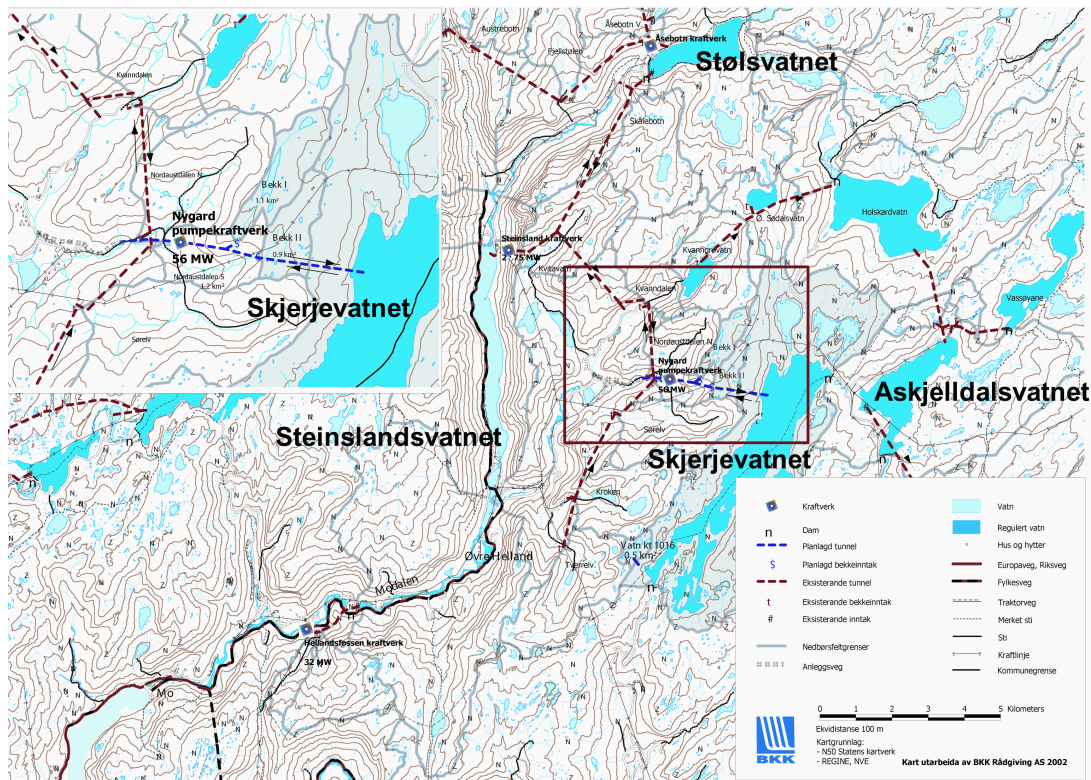 Kvanndalen
Nordaustdalen N
Bekk I
1.1 km²
Nygard
pumpekraftverk
56 MW
Bekk II
0.9 km²
Nordaustdalen S
1.2 km²
Skjerjevatnet
Sørelv
Austrebotn
Åsebotn V.
Fjellstølen
Åsebotn kraftverk
Stølsvatnet
Skålebotn
Steinsland kraftverk
2*75 MW
Kvitevatn
Ø. Sødalsvatn
Kvanngrøvatn
Holskardvatn
Vassøyane
Kvanndalen
Nordaustdalen N
Bekk I
Nygard
pumpekraftverk
56 MW
Bekk II
Sørelv
Askjelldalsvatnet
Steinslandsvatnet
Skjerjevatnet
Kroken
Øvre Helland
Vatn kt 1016
0.5 km²
Tverrelv
Modalen
Hellandsfossen kraftverk
32 MW
Mo
Kraftverk
n Dam
Planlagd tunnel
$ Planlagd bekkeinntak
Eksisterande tunnel
t Eksisterande bekkeinntak
# Eksisterande inntak
Nedbørsfeltgrenser
Anleggsveg
Vatn
Regulert vatn
Hus og hytter
Europaveg, Riksveg
Fylkesveg
Traktorveg
Merket sti
Sti
Kraftlinje
Kommunegrense
0 1 2 3 4 5 Kilometers
Ekvidistanse 100 m
Kartgrunnlag:
- N50 Statens kartverk
- REGINE, NVE
BKK
Kart utarbeida av BKK Rådgiving AS 2002